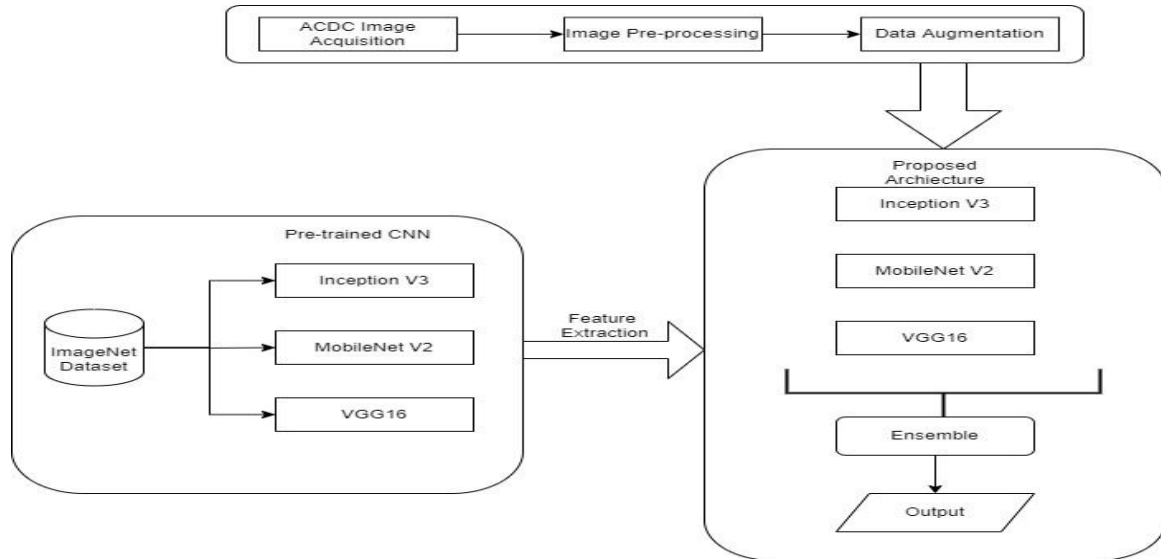 ACDC Image
Acquisition
Image Pre-processing
Data Augmentation
Pre-trained CNN
ImageNet
Dataset
Inception V3
MobileNet V2
VGG16
Feature
Extraction
Proposed
Archiecture
Inception V3
MobileNet V2
VGG16
Ensemble
Output